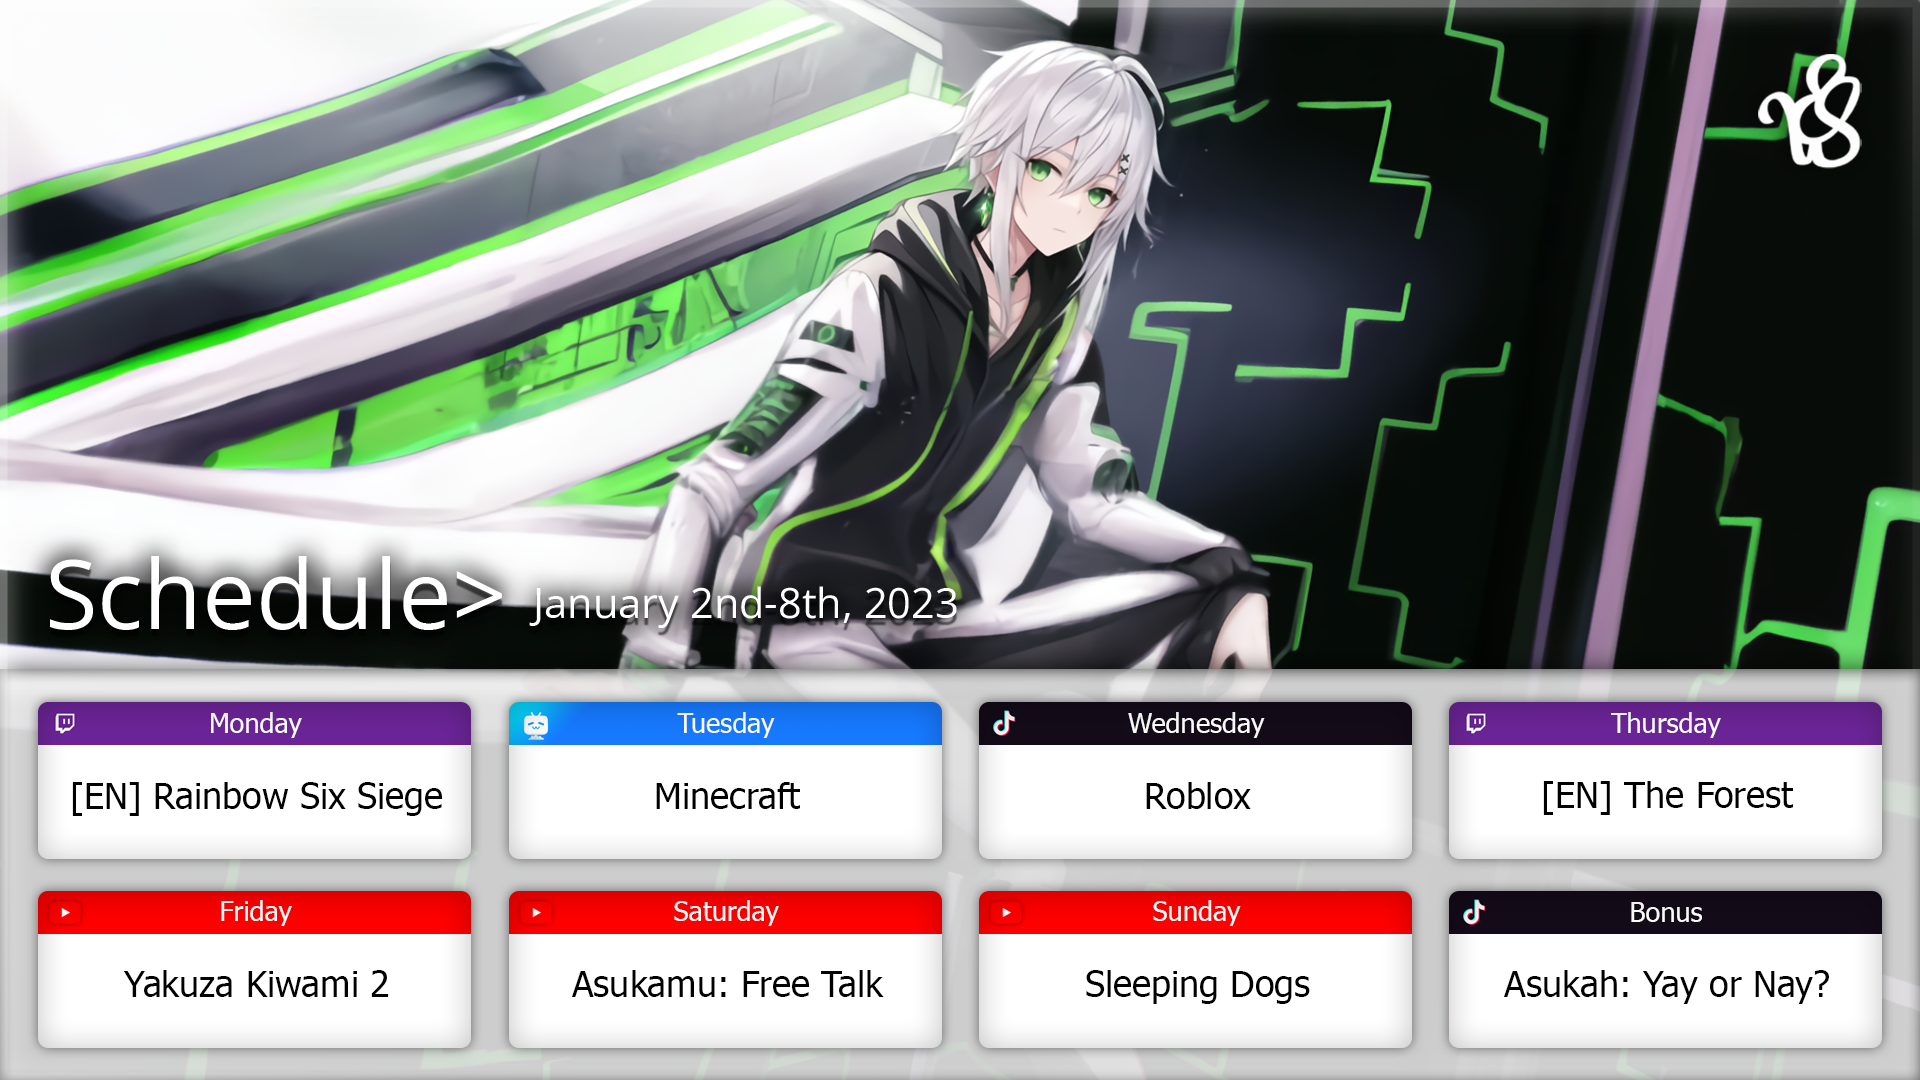 Schedule>
January 2nd-8th, 2023
Monday
[EN] Rainbow Six Siege
Tuesday
Minecraft
Wednesday
Roblox
Thursday
[EN] The Forest
Friday
Yakuza Kiwami 2
Saturday
Asukamu: Free Talk
Sunday
Sleeping Dogs
Bonus
Asukah: Yay or Nay?